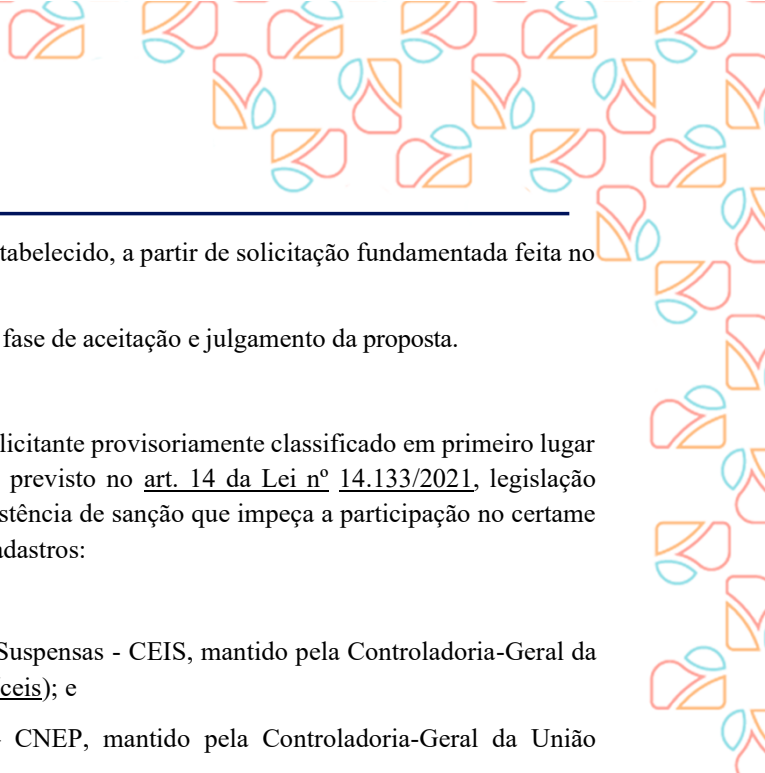 tabelecido, a partir de solicitação fundamentada feita no
fase de aceitação e julgamento da proposta.
licitante provisoriamente classificado em primeiro lugar
previsto no art. 14 da Lei nº 14.133/2021, legislação
stência de sanção que impeça a participação no certame
adastros:
Suspensas - CEIS, mantido pela Controladoria-Geral da
ceis); e
- CNEP, mantido pela Controladoria-Geral da União